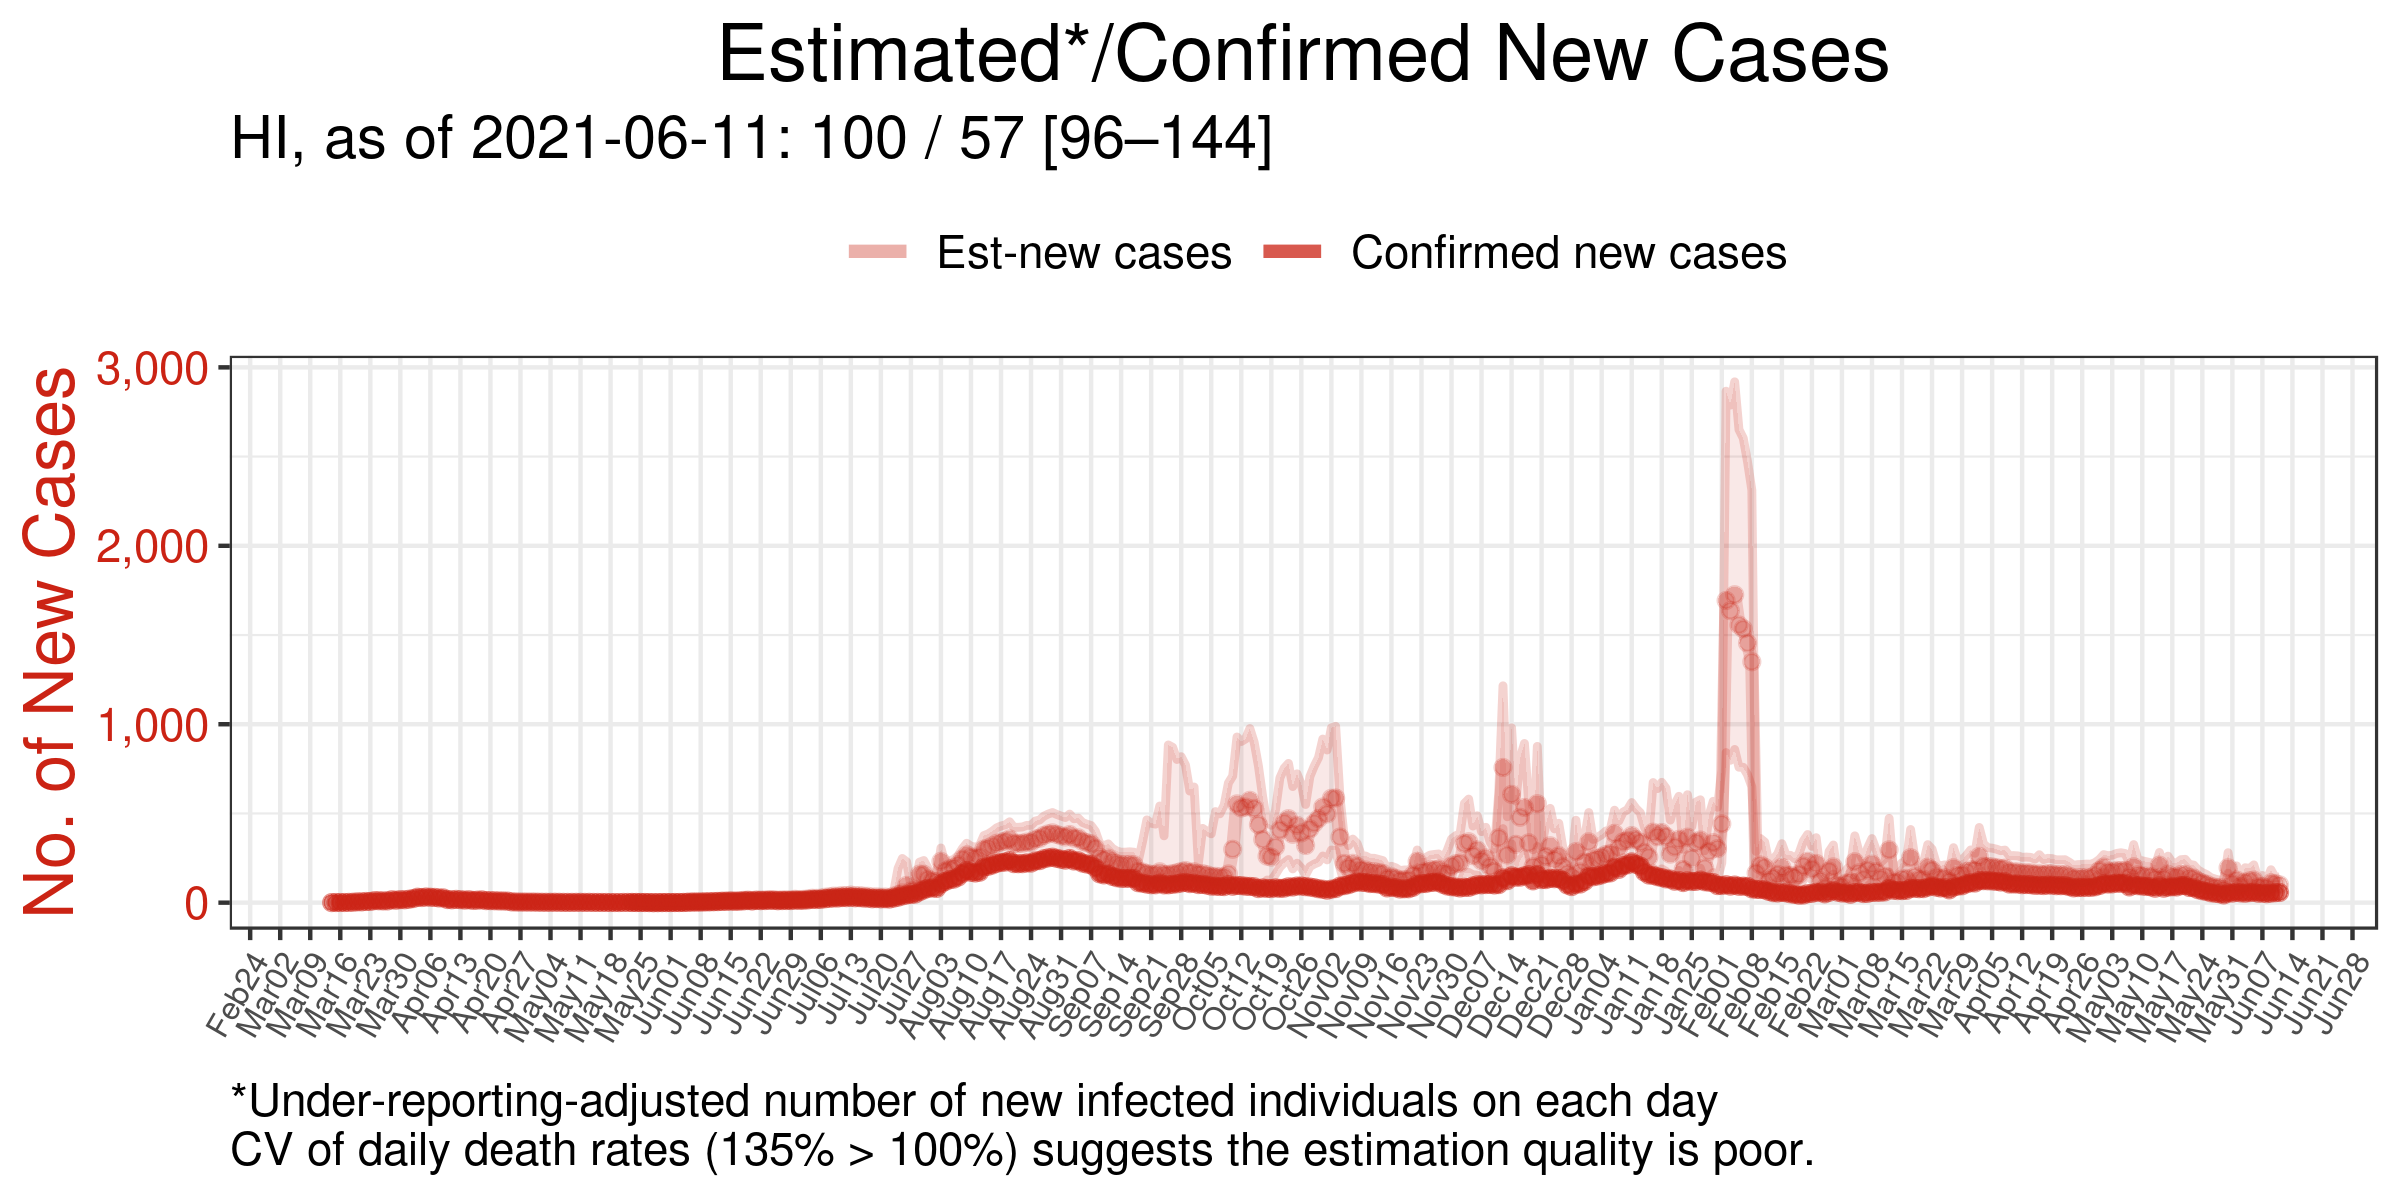 Estimated*/Confirmed New Cases
HI, as of 2021-06-11: 100 / 57 [96–144]
Est-new cases
Confirmed new cases
No. of New Cases
3,000
2,000
1,000
0
Feb24
Mar02
Mar09
Mar16
Mar23
Mar30
Apr06
Apr13
Apr20
Apr27
May04
May11
May18
May25
Jun01
Jun08
Jun15
Jun22
Jun29
Jul06
Jul13
Jul20
Jul27
Aug03
Aug10
Aug17
Aug24
Aug31
Sep07
Sep14
Sep21
Sep28
Oct05
Oct12
Oct19
Oct26
Nov02
Nov09
Nov16
Nov23
Nov30
Dec07
Dec14
Dec21
Dec28
Jan04
Jan11
Jan18
Jan25
Feb01
Feb08
Feb15
Feb22
Mar01
Mar08
Mar15
Mar22
Mar29
Apr05
Apr12
Apr19
Apr26
May03
May10
May17
May24
May31
Jun07
Jun14
Jun21
Jun28
*Under-reporting-adjusted number of new infected individuals on each day
CV of daily death rates (135% > 100%) suggests the estimation quality is poor.